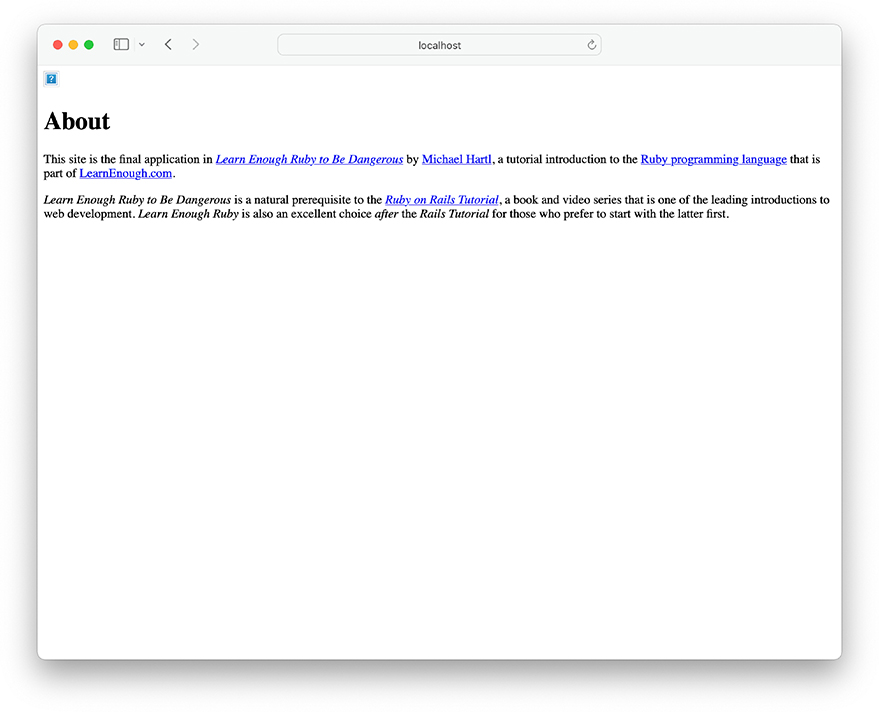 localhost
?
About
This site is the final application in Learn Enough Ruby to Be Dangerous by Michael Hartl, a tutorial introduction to the Ruby programming language that is
part of LearnEnough.com.
Learn Enough Ruby to Be Dangerous is a natural prerequisite to the Ruby on Rails Tutorial, a book and video series that is one of the leading introductions to
web development. Learn Enough Ruby is also an excellent choice after the Rails Tutorial for those who prefer to start with the latter first.